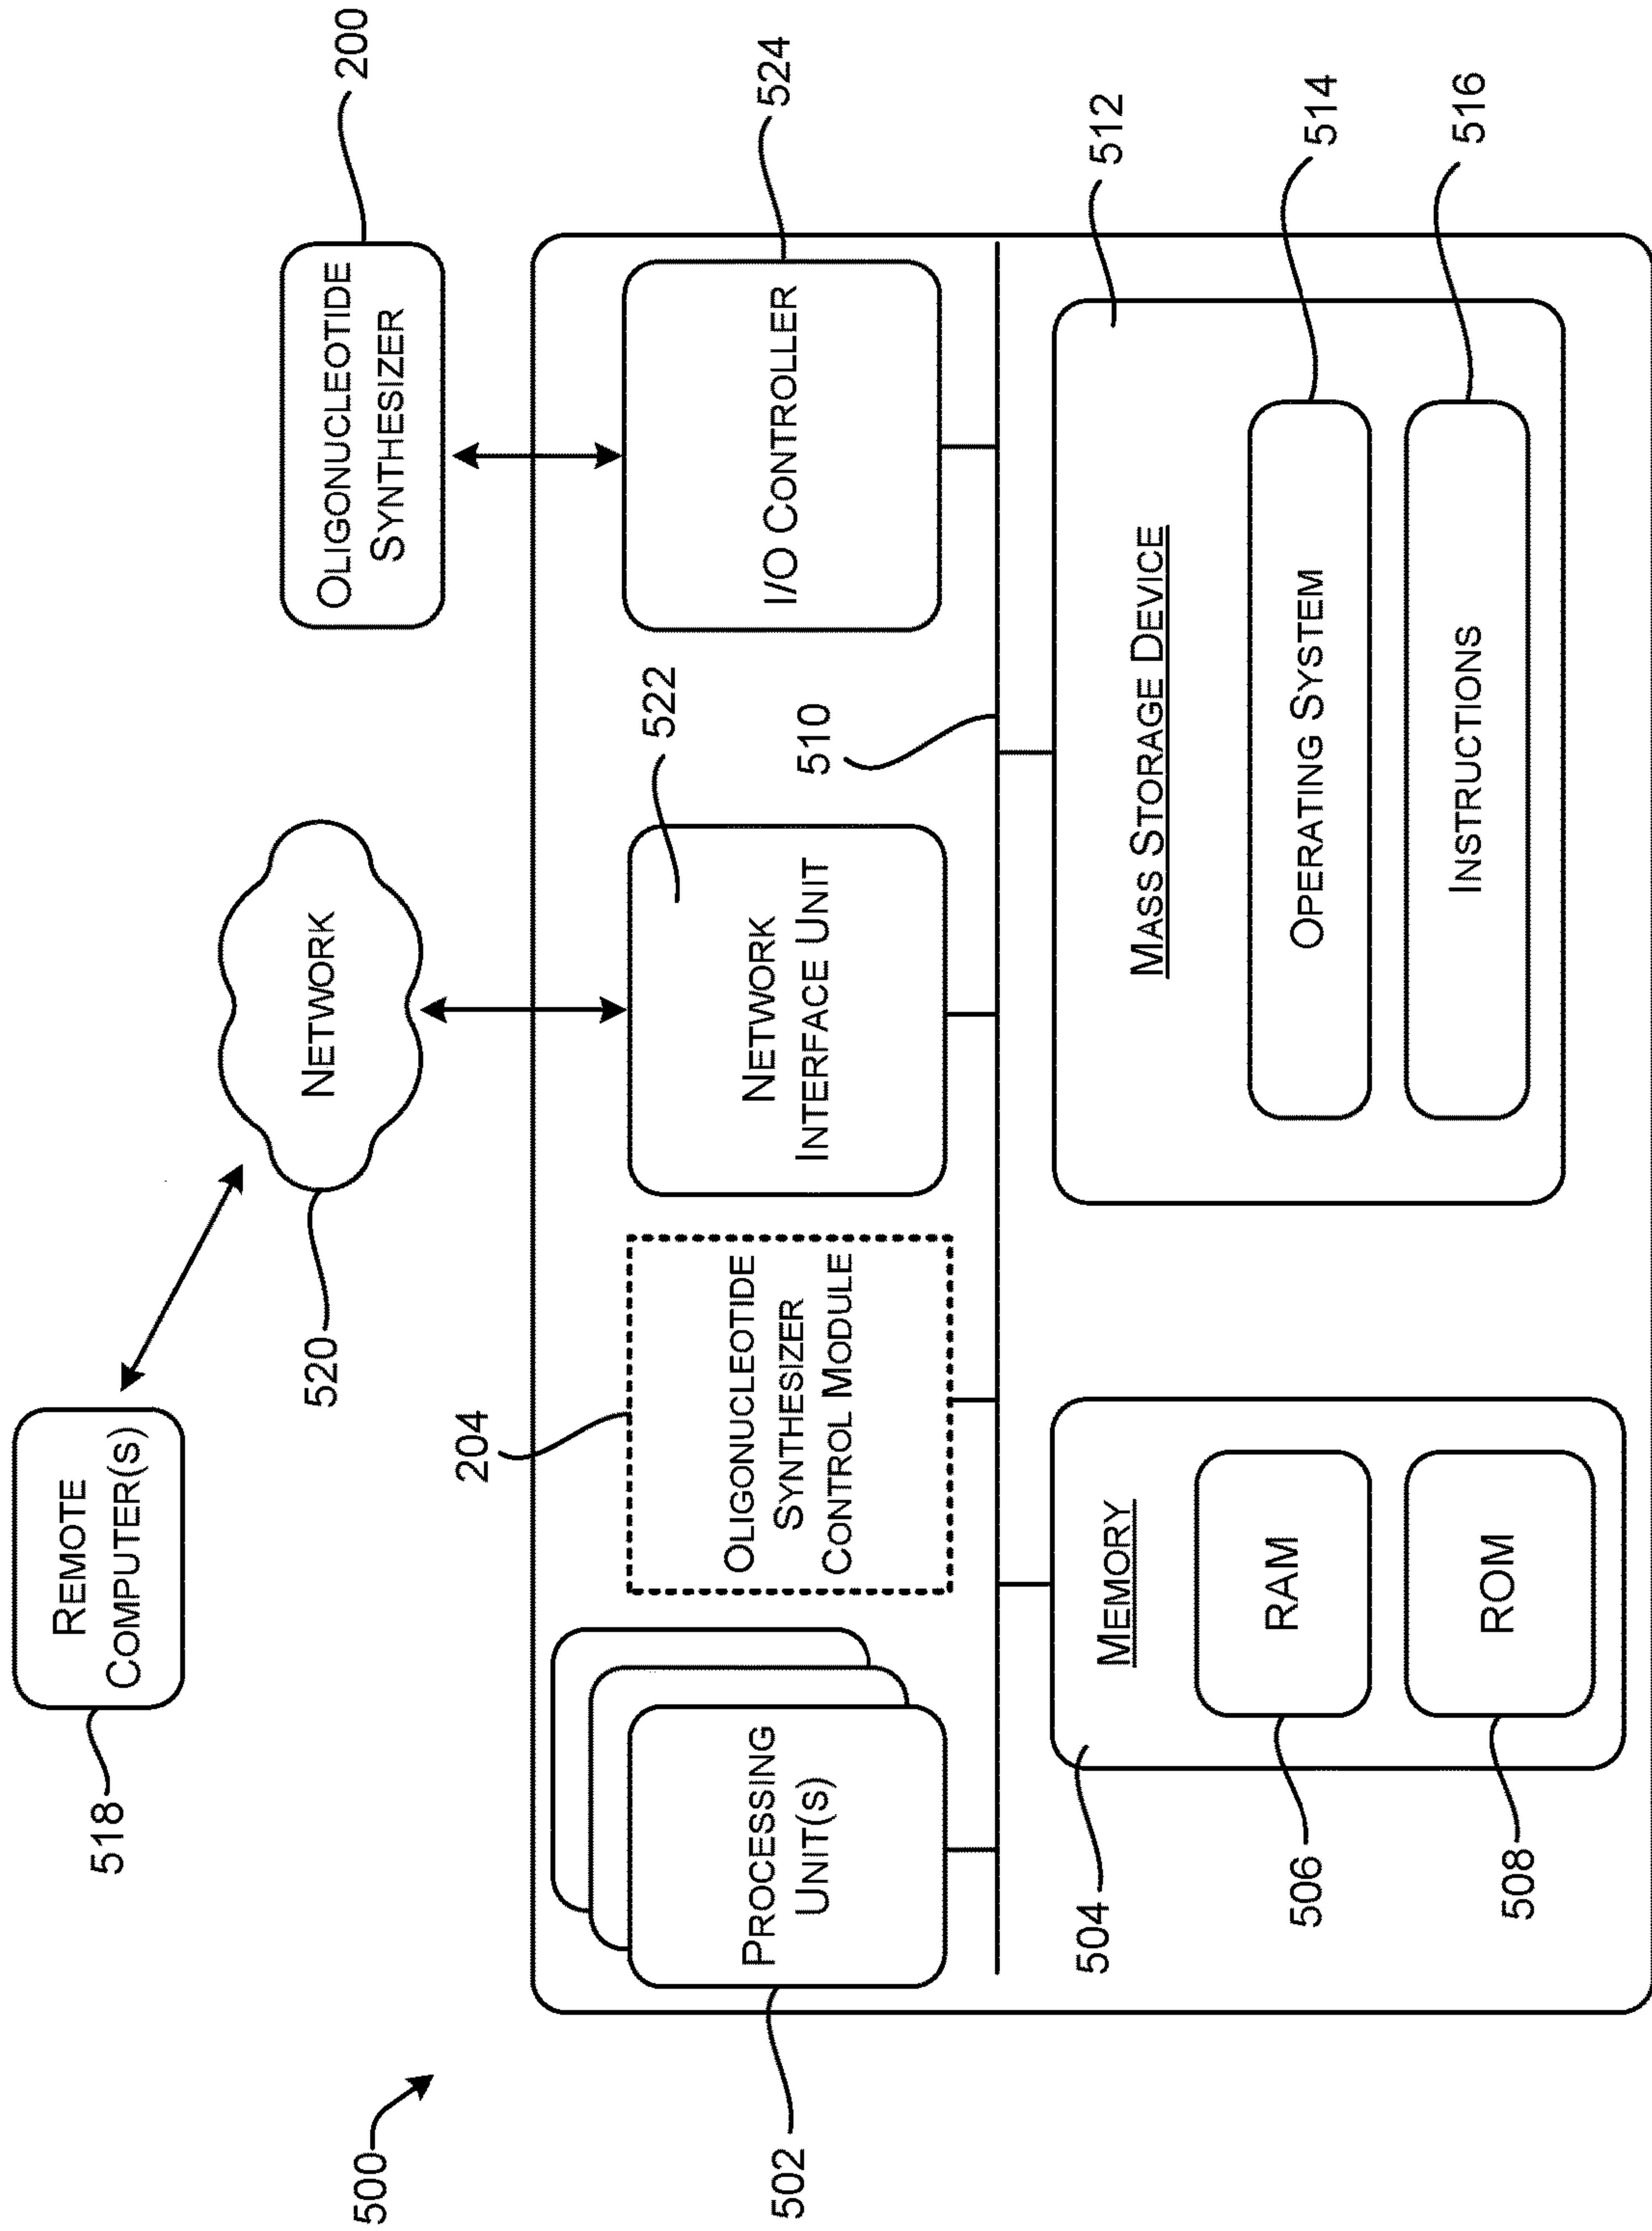 500
518
REMOTE
COMPUTER(S)
520
NETWORK
OLIGONUCLEOTIDE
SYNTHESIZER
200
502
PROCESSING
UNIT(S)
204
OLIGONUCLEOTIDE
SYNTHESIZER
CONTROL MODULE
NETWORK
INTERFACE UNIT
522
I/O CONTROLLER
524
510
504
MEMORY
506
RAM
508
ROM
MASS STORAGE DEVICE
512
OPERATING SYSTEM
514
INSTRUCTIONS
516